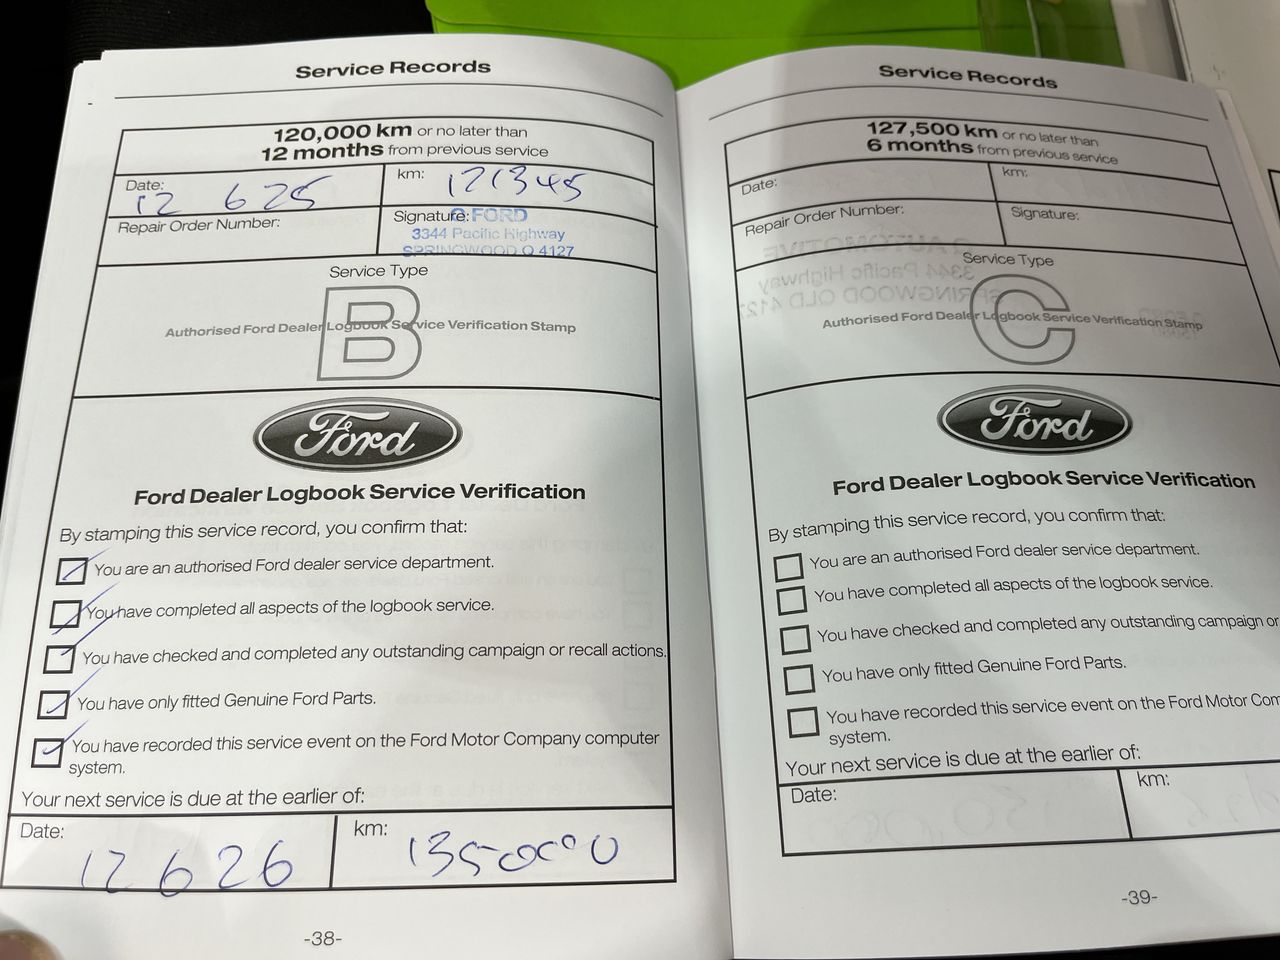 Service Records
120,000 km or no later than
12 months from previous service
Date:
12 6 25
km:
121345
Repair Order Number:
Signature:
Q FORD
3344 Pacific Highway
SPRINGWOOD Q 4127
Service Type
B
Authorised Ford Dealer Logbook Service Verification Stamp
Ford
Ford Dealer Logbook Service Verification
By stamping this service record, you confirm that:
You are an authorised Ford dealer service department.
You have completed all aspects of the logbook service.
You have checked and completed any outstanding campaign or recall actions.
You have only fitted Genuine Ford Parts.
You have recorded this service event on the Ford Motor Company computer
system.
Your next service is due at the earlier of:
Date:
12 6 26
km:
-38-
Service Records
127,500 km or no later than
6 months from previous service
Date:
km:
Repair Order Number:
Signature:
Service Type
C
Authorised Ford Dealer Logbook Service Verification Stamp
Ford
Ford Dealer Logbook Service Verification
By stamping this service record, you confirm that:
You are an authorised Ford dealer service department.
You have completed all aspects of the logbook service.
You have checked and completed any outstanding campaign or
You have only fitted Genuine Ford Parts.
You have recorded this service event on the Ford Motor Com
system.
Your next service is due at the earlier of:
Date:
km:
-39-